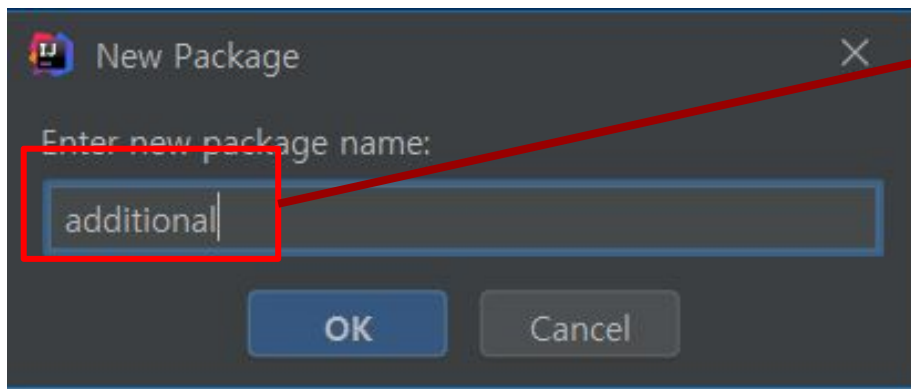 IJ
New Package
Enter new package name:
additional
OK
Cancel